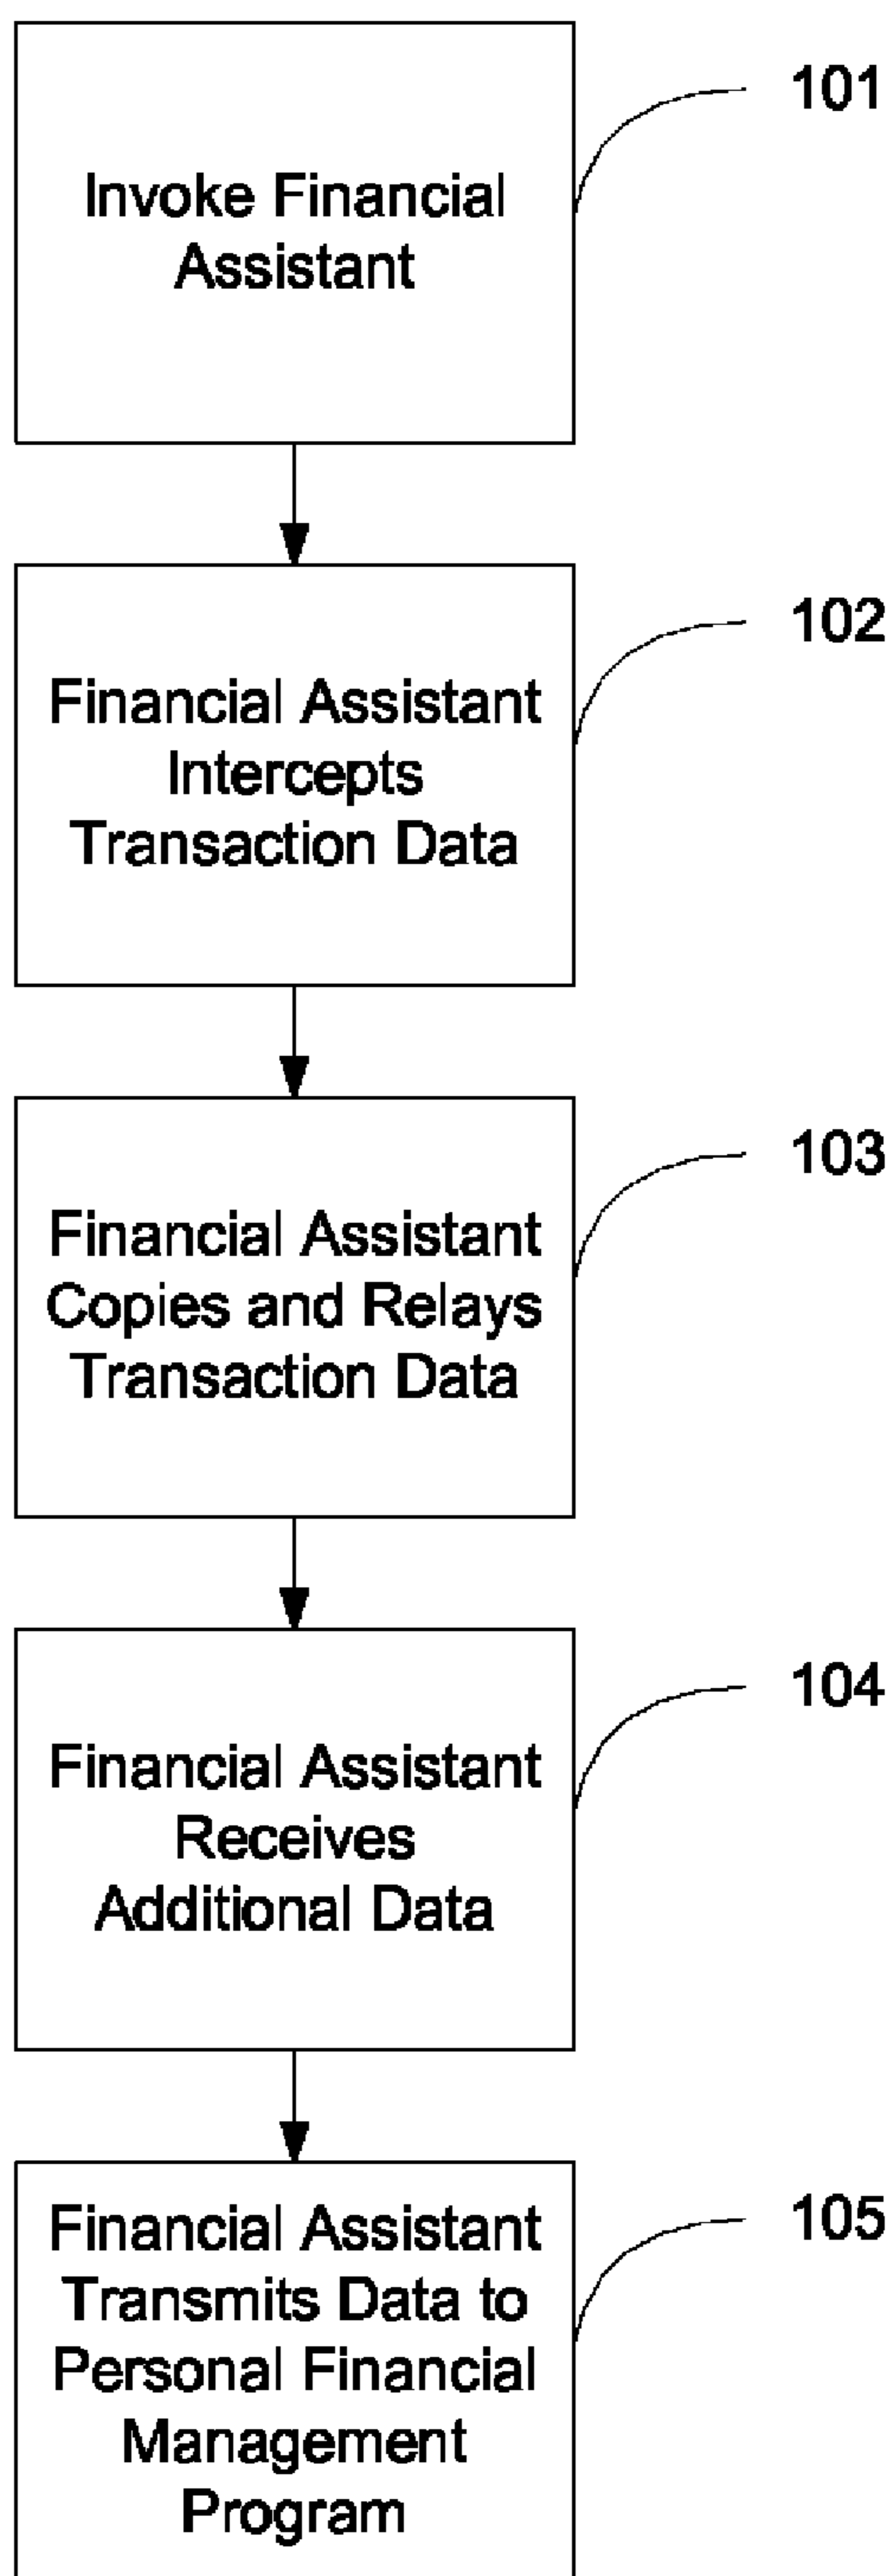 101
Invoke Financial
Assistant
102
Financial Assistant
Intercepts
Transaction Data
103
Financial Assistant
Copies and Relays
Transaction Data
104
Financial Assistant
Receives
Additional Data
105
Financial Assistant
Transmits Data to
Personal Financial
Management
Program